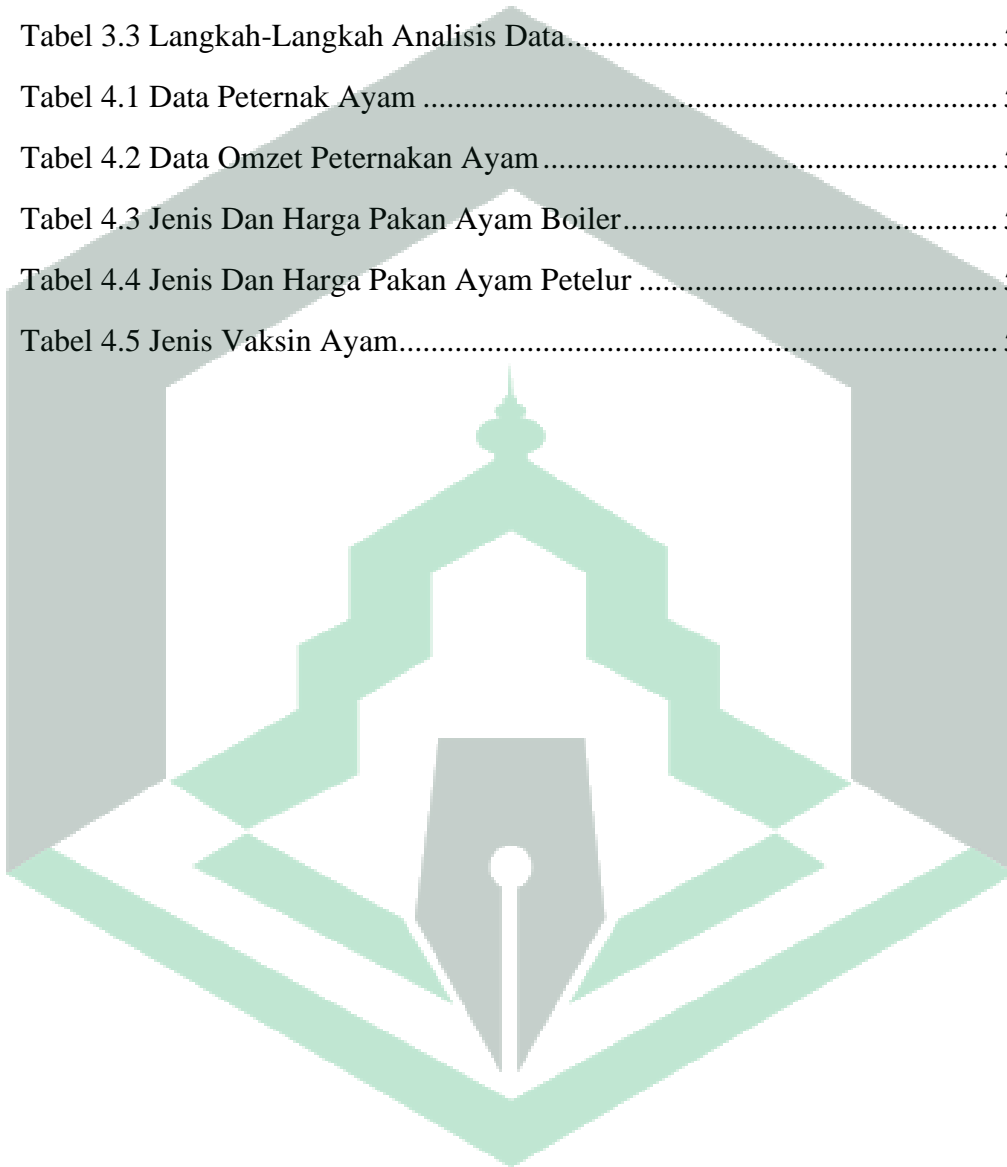 Tabel 3.3 Langkah-Langkah Analisis Data....................................................
Tabel 4.1 Data Peternak Ayam ......................................................................
Tabel 4.2 Data Omzet Peternakan Ayam.......................................................
Tabel 4.3 Jenis Dan Harga Pakan Ayam Boiler.............................................
Tabel 4.4 Jenis Dan Harga Pakan Ayam Petelur ...........................................
Tabel 4.5 Jenis Vaksin Ayam.........................................................................